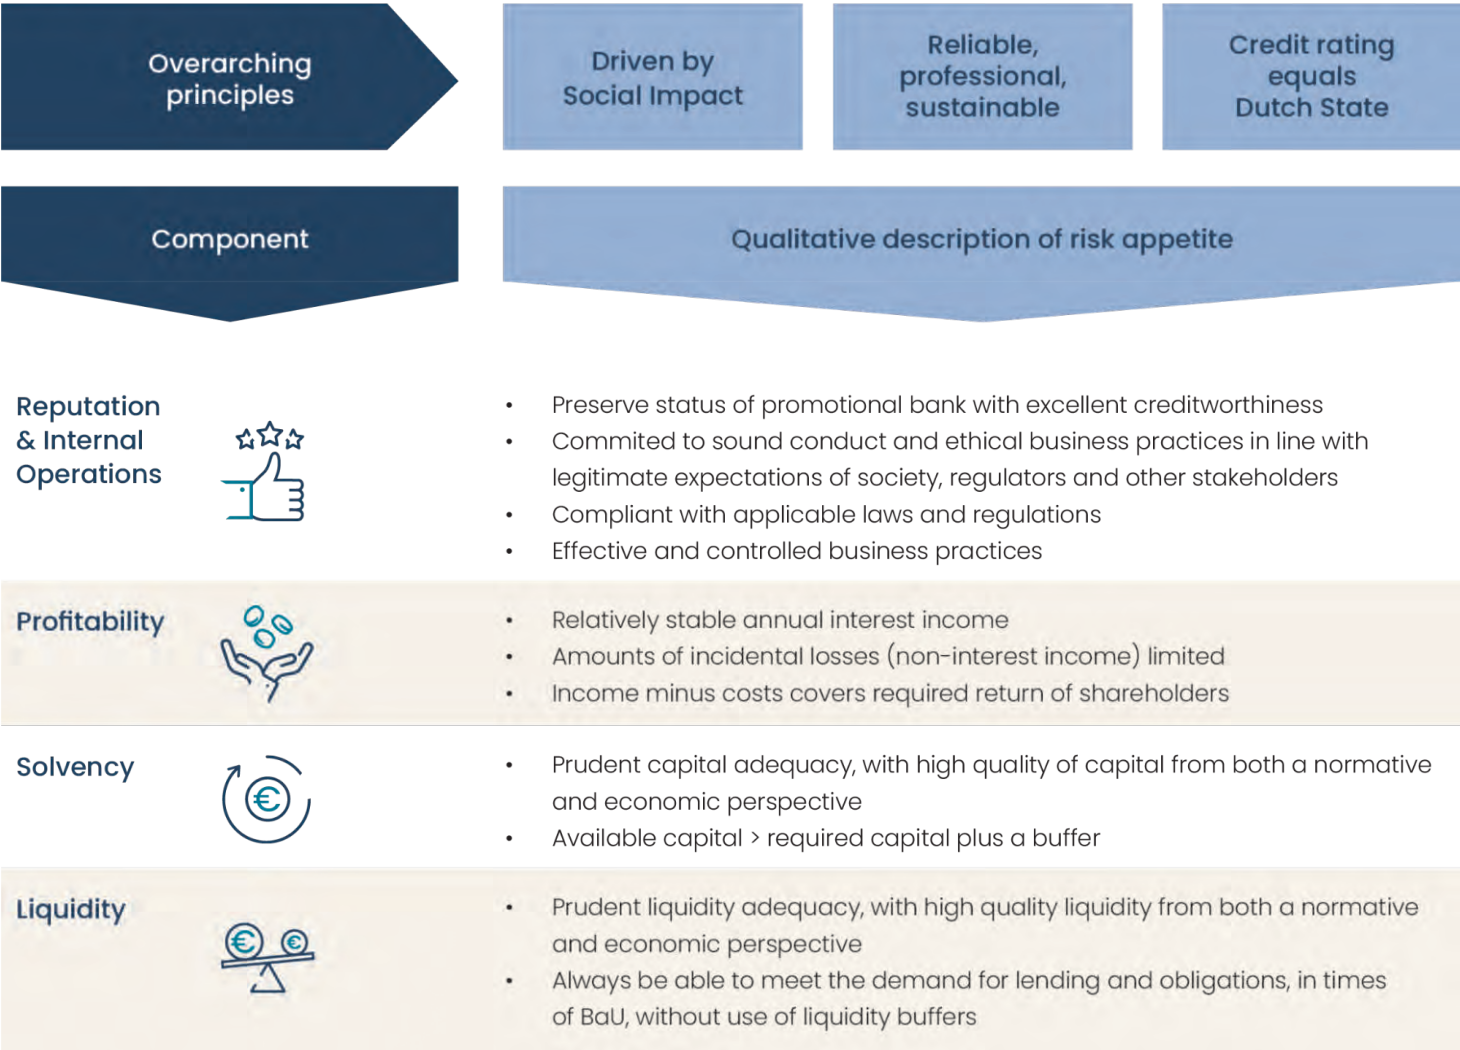 Overarching
principles
Driven by
Social Impact
Reliable,
professional,
sustainable
Credit rating
equals
Dutch State
Component
Qualitative description of risk appetite
Reputation
& Internal
Operations
• Preserve status of promotional bank with excellent creditworthiness
• Commited to sound conduct and ethical business practices in line with
legitimate expectations of society, regulators and other stakeholders
• Compliant with applicable laws and regulations
• Effective and controlled business practices
Profitability
• Relatively stable annual interest income
• Amounts of incidental losses (non-interest income) limited
• Income minus costs covers required return of shareholders
Solvency
€
• Prudent capital adequacy, with high quality of capital from both a normative
and economic perspective
• Available capital > required capital plus a buffer
Liquidity
€ €
• Prudent liquidity adequacy, with high quality liquidity from both a normative
and economic perspective
• Always be able to meet the demand for lending and obligations, in times
of BaU, without use of liquidity buffers